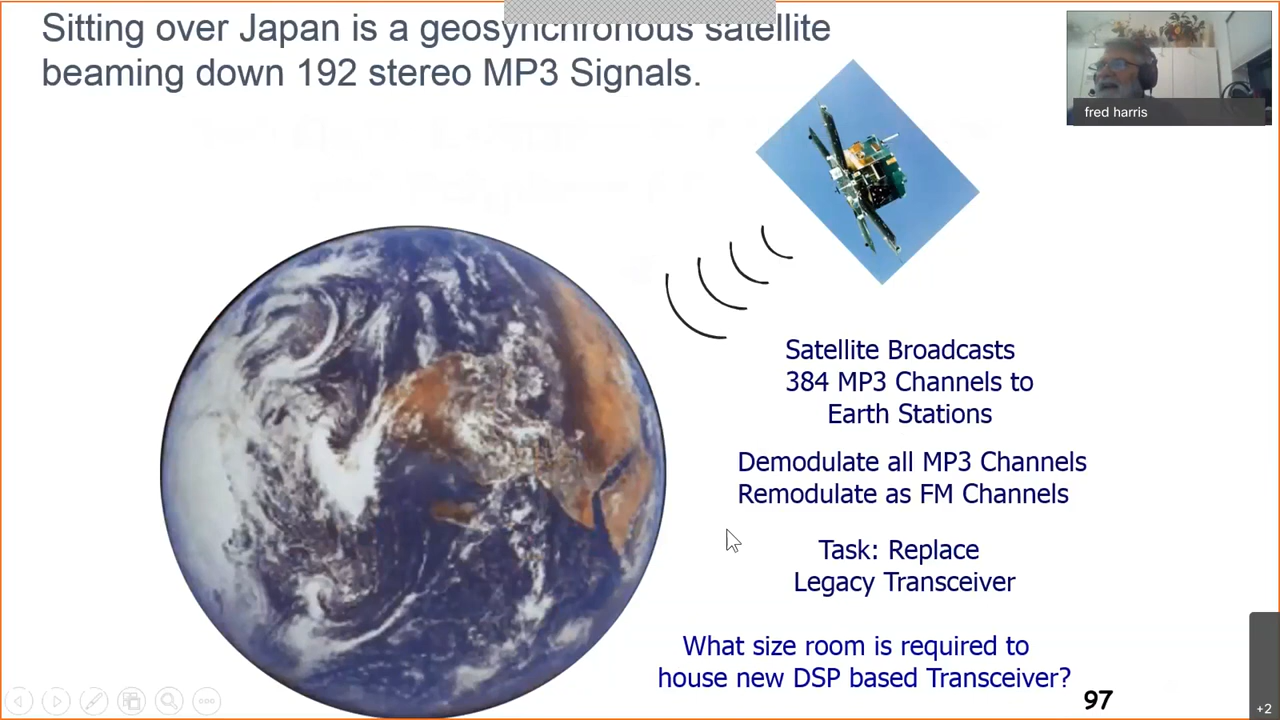 Sitting over Japan is a geosynchronous satellite
beaming down 192 stereo MP3 Signals.
fred harris
Satellite Broadcasts
384 MP3 Channels to
Earth Stations
Demodulate all MP3 Channels
Remodulate as FM Channels
Task: Replace
Legacy Transceiver
What size room is required to
house new DSP based Transceiver?
97
+2